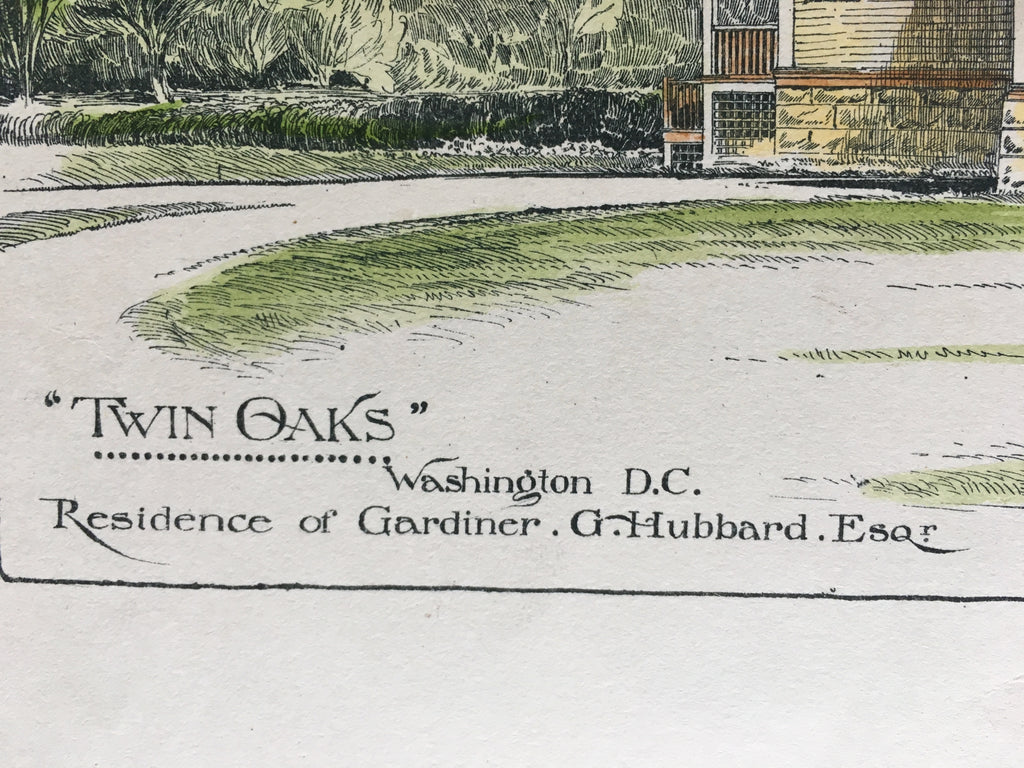 "TWIN OAKS"
Washington D.C.
Residence of Gardiner. G. Hubbard. Esqr